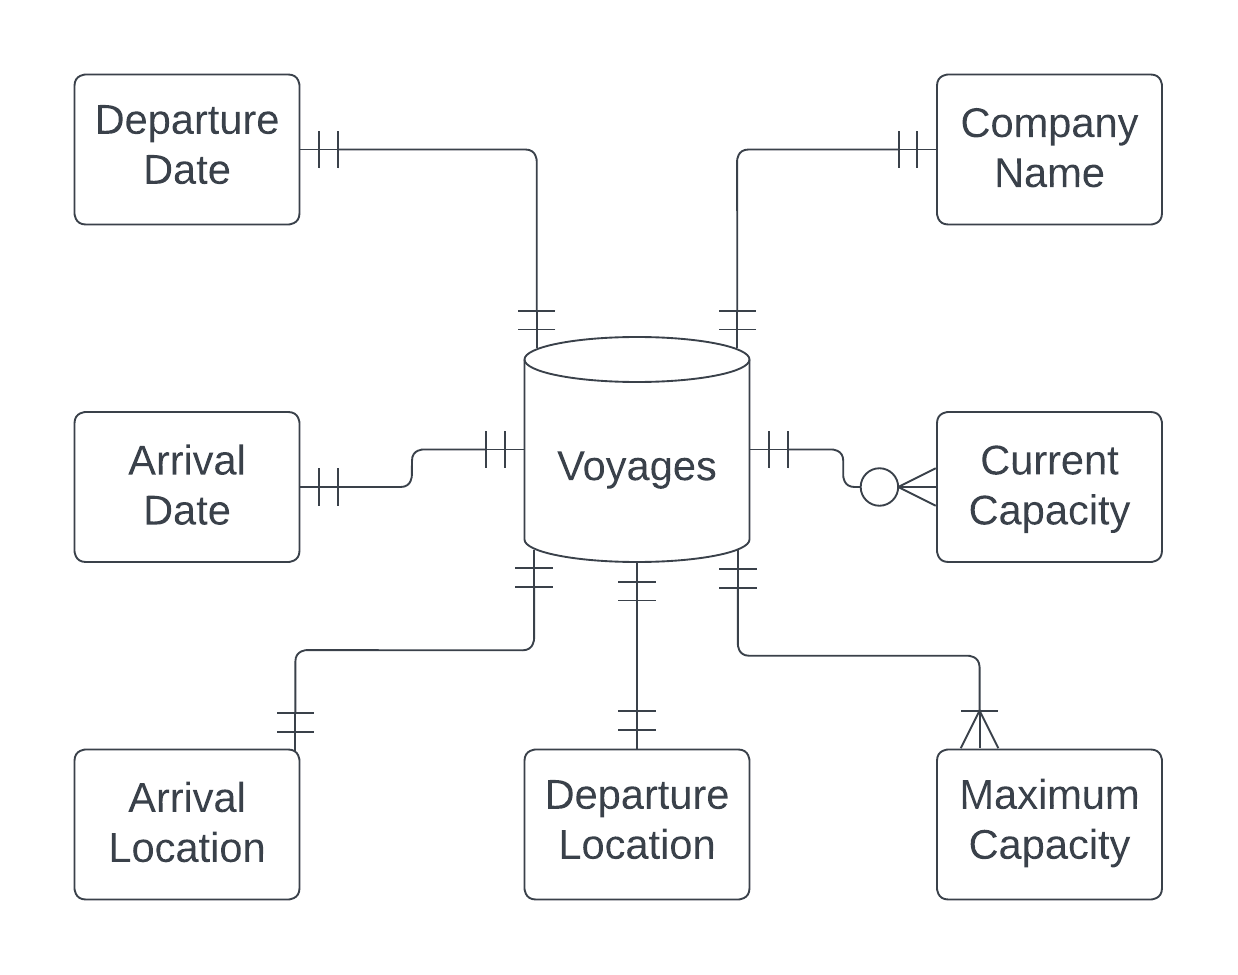 Departure
Date
Company
Name
Arrival
Date
Voyages
Current
Capacity
Arrival
Location
Departure
Location
Maximum
Capacity